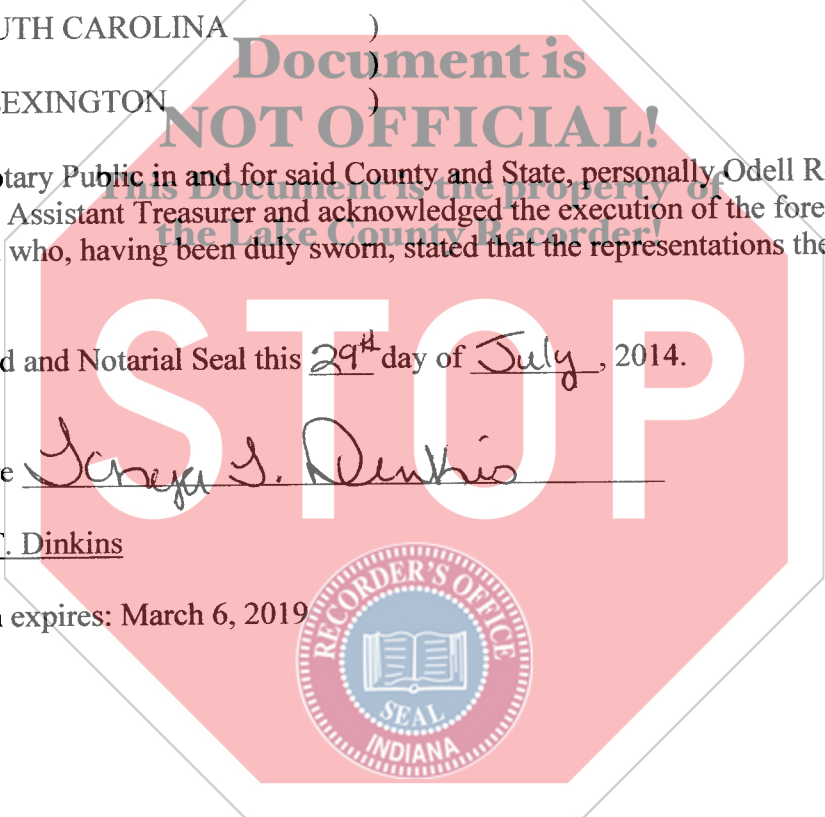 UTH CAROLINA )
)
EXINGTON )
Document is
NOT OFFICIAL!
This Document is the property of
the Lake County Recorder!
tary Public in and for said County and State, personally Odell R
Assistant Treasurer and acknowledged the execution of the fore
who, having been duly sworn, stated that the representations the
STOP
d and Notarial Seal this 29th day of July, 2014.
e T. Dinkins
T. Dinkins
expires: March 6, 2019
RECORDER'S OFFICE
SEAL
INDIANA